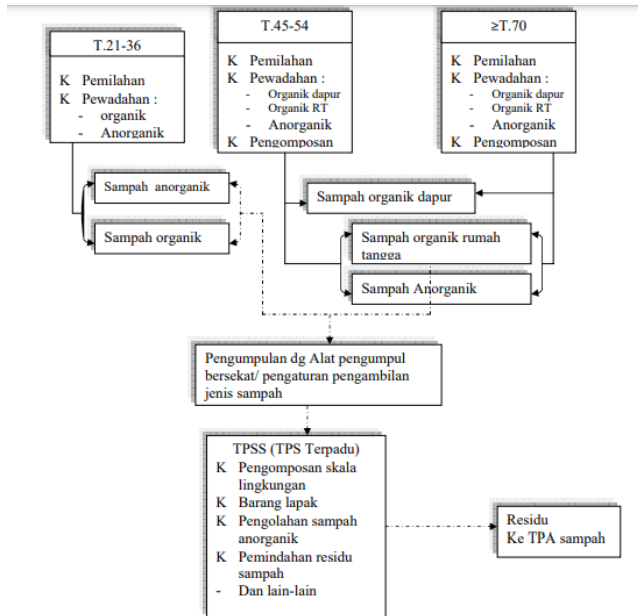 T.21-36
K Pemilahan
K Pewadahan :
- organik
- Anorganik
T.45-54
K Pemilahan
K Pewadahan :
- Organik dapur
- Organik RT
- Anorganik
K Pengomposan
≥T.70
K Pemilahan
K Pewadahan :
- Organik dapur
- Organik RT
- Anorganik
K Pengomposan
Sampah anorganik
Sampah organik
Sampah organik dapur
Sampah organik rumah
tangga
Sampah Anorganik
Pengumpulan dg Alat pengumpul
bersekat/ pengaturan pengambilan
jenis sampah
TPSS (TPS Terpadu)
K Pengomposan skala
lingkungan
K Barang lapak
K Pengolahan sampah
anorganik
K Pemindahan residu
sampah
- Dan lain-lain
Residu
Ke TPA sampah